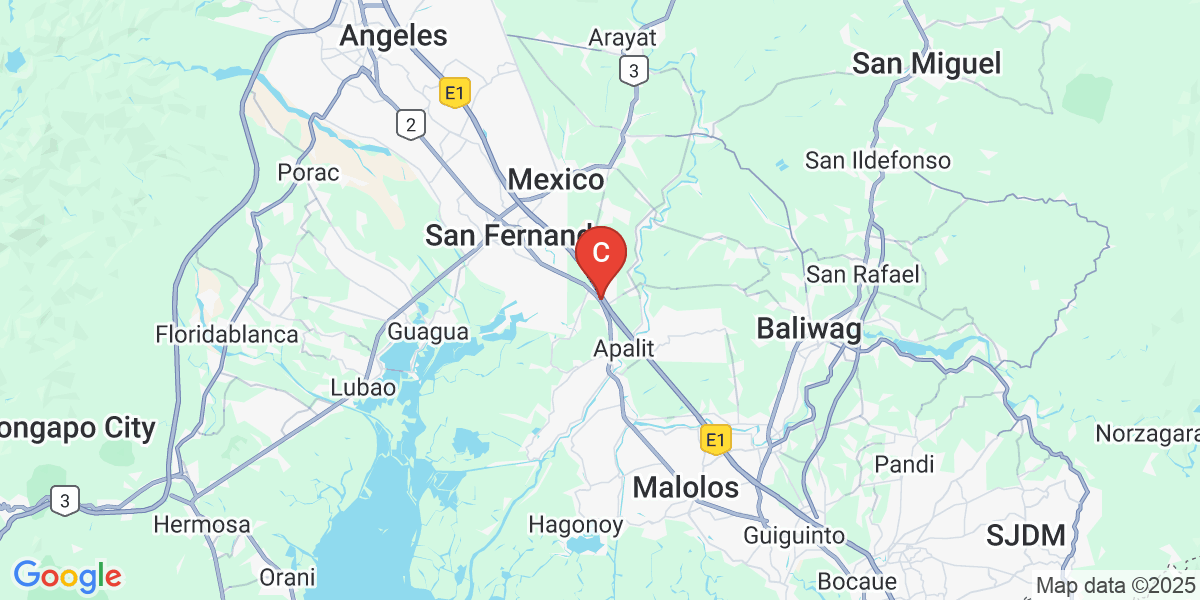 Angeles
Arayat
3
San Miguel
E1
2
San Ildefonso
Porac
Mexico
San Fernand
C
San Rafael
Floridablanca
Guagua
Baliwag
Apalit
Lubao
ongapo City
Norzagara
E1
Pandi
3
Malolos
Hermosa
Hagonoy
Guiguinto
SJDM
Google
Orani
Bocaue
Map data ©2025